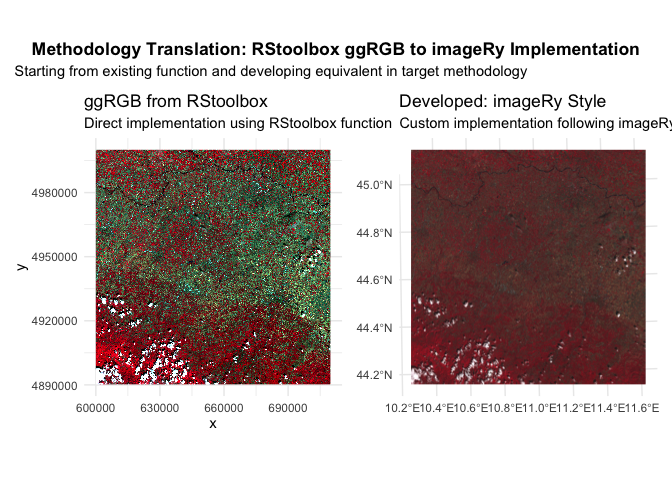 Methodology Translation: RStoolbox ggRGB to imageRy Implementation
Starting from existing function and developing equivalent in target methodology
ggRGB from RStoolbox
Direct implementation using RStoolbox function
4980000
4950000
4920000
4890000
y
600000 630000 660000 690000
x
Developed: imageRy Style
Custom implementation following imageRy
45.0°N
44.8°N
44.6°N
44.4°N
44.2°N
10.2°E10.4°E10.6°E10.8°E11.0°E11.2°E11.4°E11.6°E